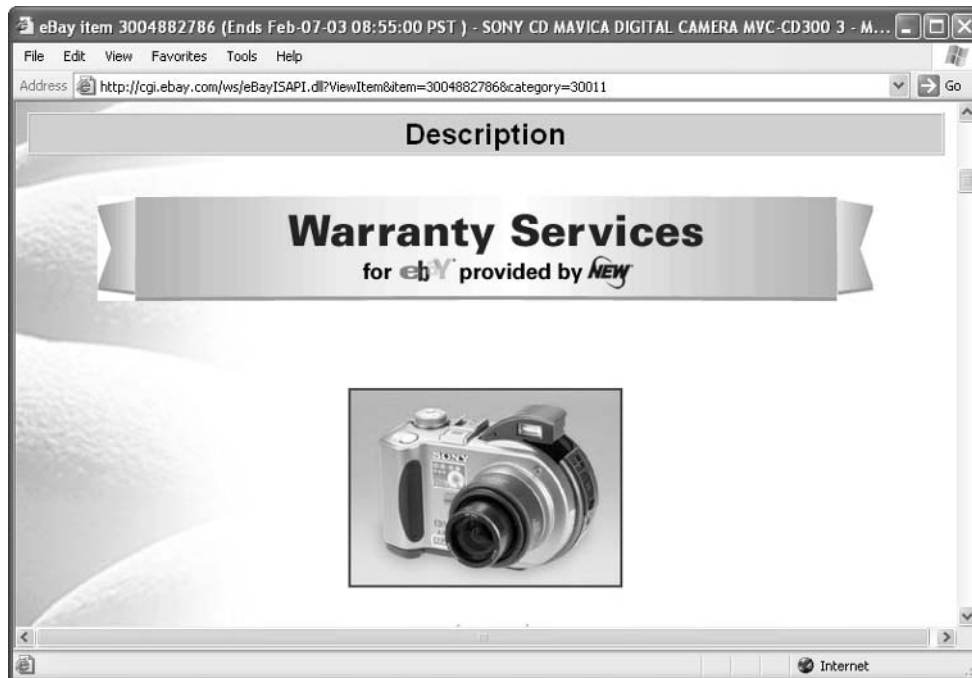 eBay item 3004882786 (Ends Feb-07-03 08:55:00 PST ) - SONY CD MAVICA DIGITAL CAMERA MVC-CD300 3 - M...
File Edit View Favorites Tools Help
Address http://cgi.ebay.com/ws/eBayISAPI.dll?ViewItem&item=3004882786&category=30011 Go
Description
Warranty Services
for ebY provided by NEW
SONY
Internet